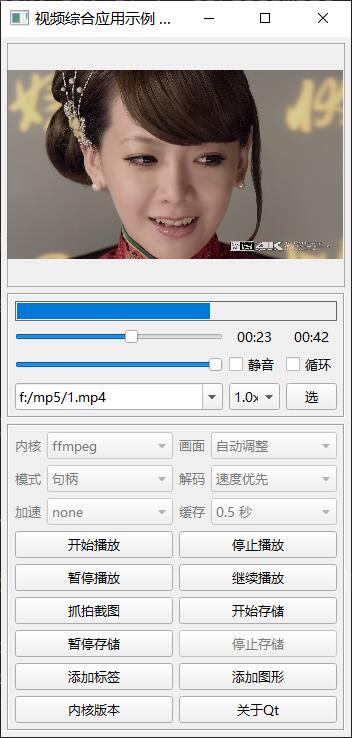 视频综合应用示例 ...
4K
00:23 00:42
静音 循环
f:/mp5/1.mp4 1.0x 选
内核 ffmpeg 画面 自动调整
模式 句柄 解码 速度优先
加速 none 缓存 0.5 秒
开始播放 停止播放
暂停播放 继续播放
抓拍截图 开始存储
暂停存储 停止存储
添加标签 添加图形
内核版本 关于Qt